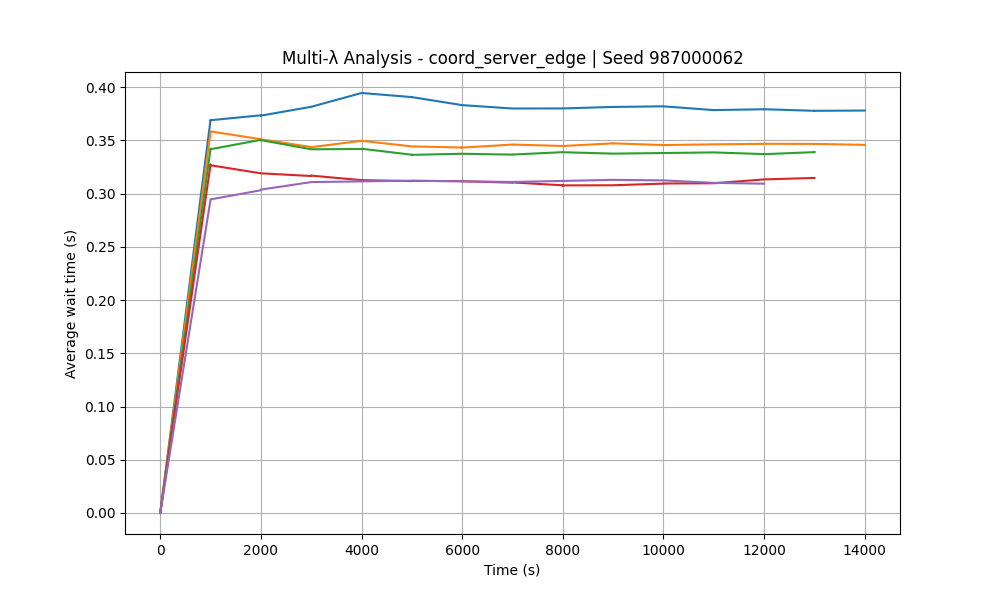 Multi-λ Analysis - coord_server_edge | Seed 987000062
Average wait time (s)
0.40
0.35
0.30
0.25
0.20
0.15
0.10
0.05
0.00
0 2000 4000 6000 8000 10000 12000 14000
Time (s)